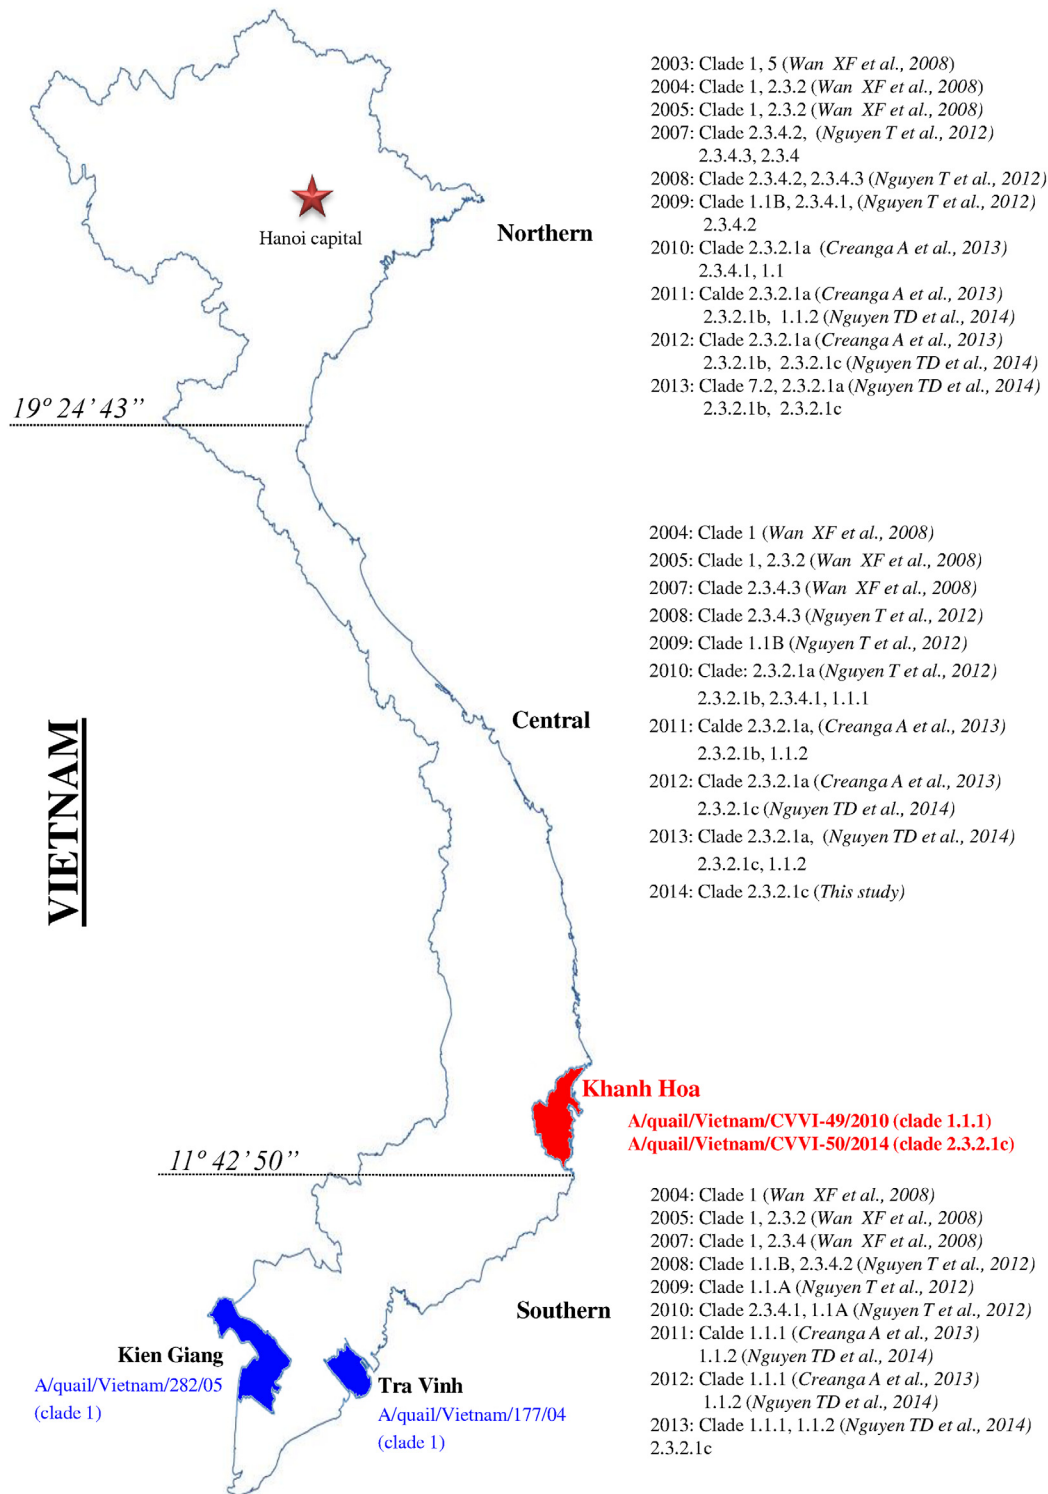 2003: Clade 1, 5 (Wan XF et al., 2008)
2004: Clade 1, 2.3.2 (Wan XF et al., 2008)
2005: Clade 1, 2.3.2 (Wan XF et al., 2008)
2007: Clade 2.3.4.2, (Nguyen T et al., 2012)
2.3.4.3, 2.3.4
2008: Clade 2.3.4.2, 2.3.4.3 (Nguyen T et al., 2012)
2009: Clade 1.1B, 2.3.4.1, (Nguyen T et al., 2012)
2.3.4.2
2010: Clade 2.3.2.1a (Creanga A et al., 2013)
2.3.4.1, 1.1
2011: Calde 2.3.2.1a (Creanga A et al., 2013)
2.3.2.1b, 1.1.2 (Nguyen TD et al., 2014)
2012: Clade 2.3.2.1a (Creanga A et al., 2013)
2.3.2.1b, 2.3.2.1c (Nguyen TD et al., 2014)
2013: Clade 7.2, 2.3.2.1a (Nguyen TD et al., 2014)
2.3.2.1b, 2.3.2.1c
Hanoi capital
Northern
19º 24’ 43”
2004: Clade 1 (Wan XF et al., 2008)
2005: Clade 1, 2.3.2 (Wan XF et al., 2008)
2007: Clade 2.3.4.3 (Wan XF et al., 2008)
2008: Clade 2.3.4.3 (Nguyen T et al., 2012)
2009: Clade 1.1B (Nguyen T et al., 2012)
2010: Clade: 2.3.2.1a (Nguyen T et al., 2012)
2.3.2.1b, 2.3.4.1, 1.1.1
2011: Calde 2.3.2.1a, (Creanga A et al., 2013)
2.3.2.1b, 1.1.2
2012: Clade 2.3.2.1a (Creanga A et al., 2013)
2.3.2.1c (Nguyen TD et al., 2014)
2013: Clade 2.3.2.1a, (Nguyen TD et al., 2014)
2.3.2.1c, 1.1.2
2014: Clade 2.3.2.1c (This study)
Central
VIETNAM
Khanh Hoa
A/quail/Vietnam/CVVI-49/2010 (clade 1.1.1)
A/quail/Vietnam/CVVI-50/2014 (clade 2.3.2.1c)
11º 42’ 50”
2004: Clade 1 (Wan XF et al., 2008)
2005: Clade 1, 2.3.2 (Wan XF et al., 2008)
2007: Clade 1, 2.3.4 (Wan XF et al., 2008)
2008: Clade 1.1.B, 2.3.4.2 (Nguyen T et al., 2012)
2009: Clade 1.1.A (Nguyen T et al., 2012)
2010: Clade 2.3.4.1, 1.1A (Nguyen T et al., 2012)
2011: Calde 1.1.1 (Creanga A et al., 2013)
1.1.2 (Nguyen TD et al., 2014)
2012: Clade 1.1.1 (Creanga A et al., 2013)
1.1.2 (Nguyen TD et al., 2014)
2013: Clade 1.1.1, 1.1.2 (Nguyen TD et al., 2014)
2.3.2.1c
Southern
Kien Giang
A/quail/Vietnam/282/05
(clade 1)
Tra Vinh
A/quail/Vietnam/177/04
(clade 1)